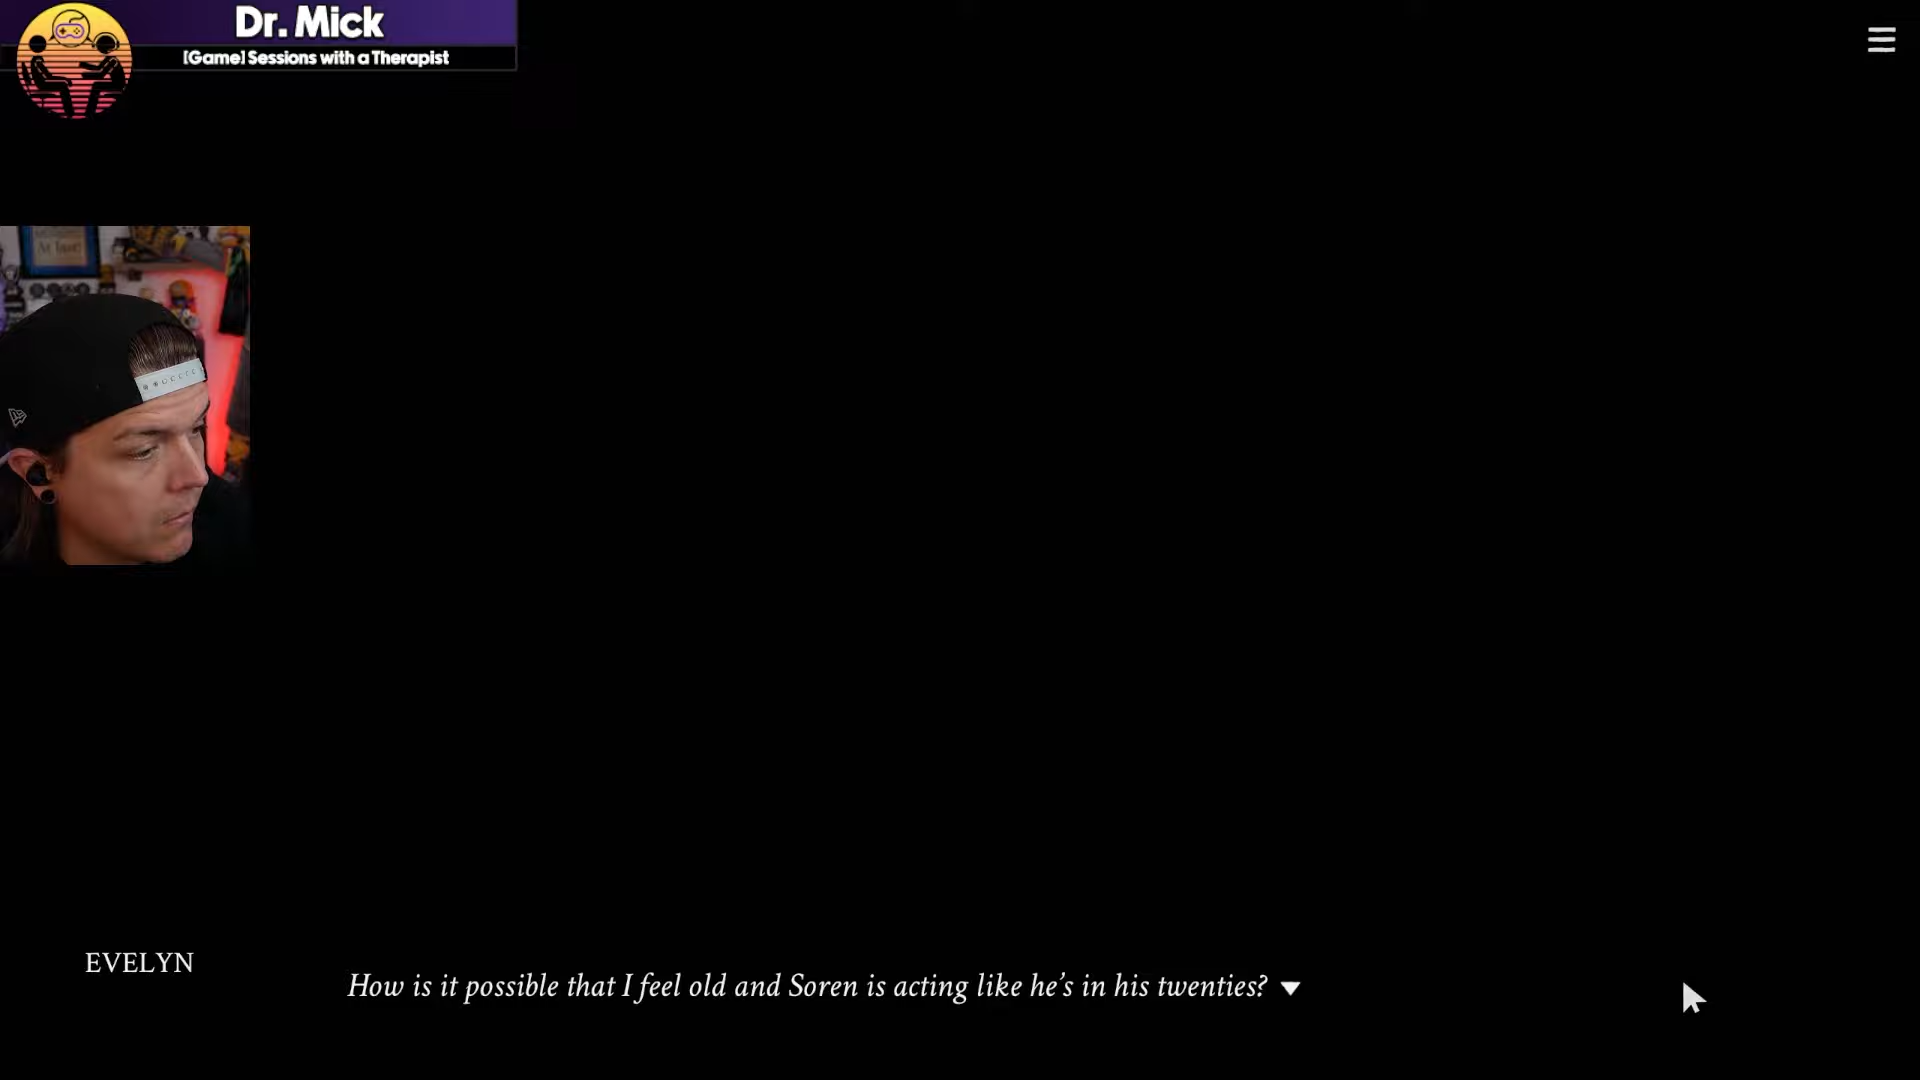 Dr. Mick
[Game] Sessions with a Therapist
EVELYN
How is it possible that I feel old and Soren is acting like he’s in his twenties?